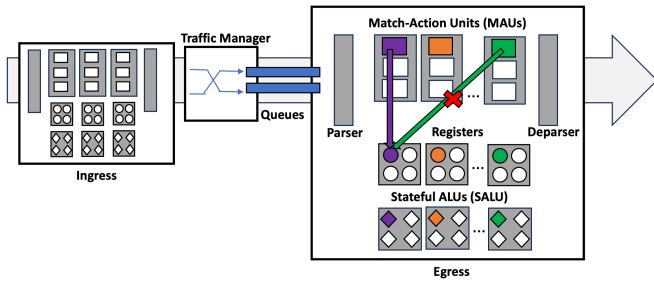 Match-Action Units (MAUs)
Traffic Manager
...
Parser
Queues
Registers
Deparser
...
Ingress
Stateful ALUs (SALU)
...
Egress